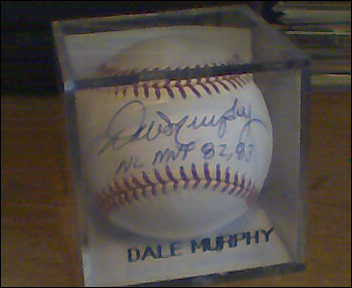 Dale Murphy
NL MVP 82, 83
DALE MURPHY